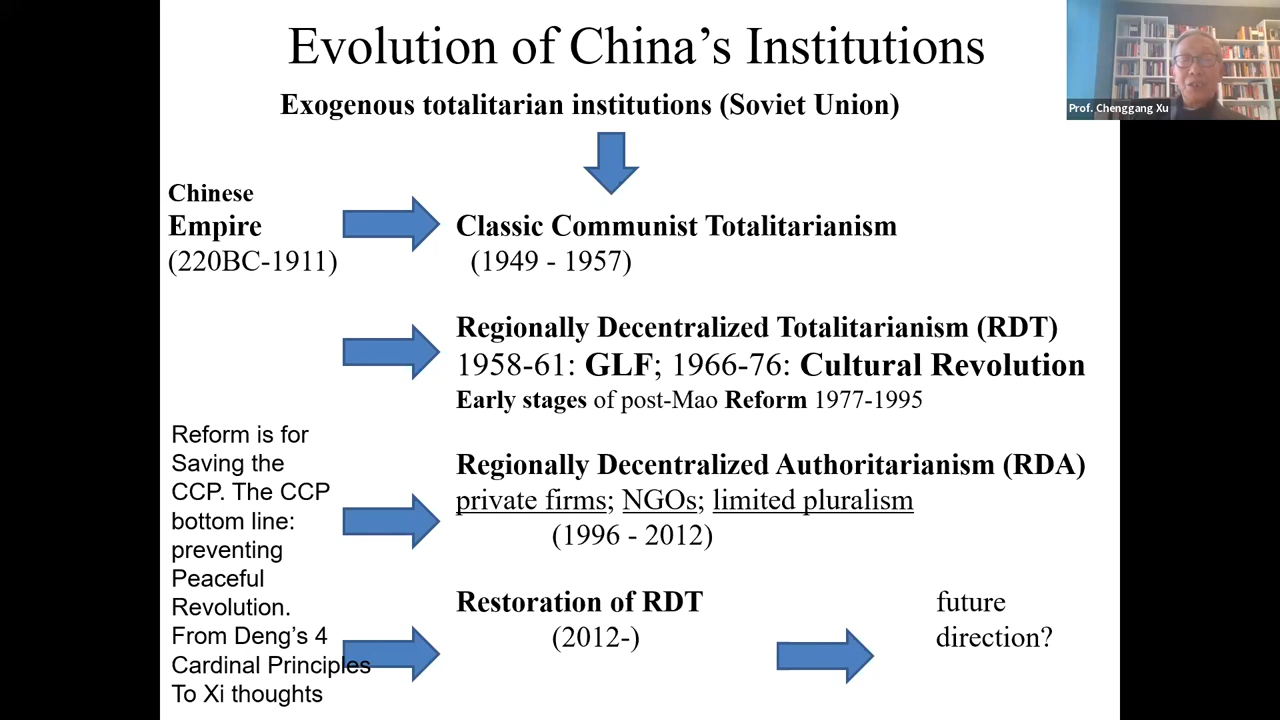 Evolution of China's Institutions
Prof. Chenggang Xu
Exogenous totalitarian institutions (Soviet Union)
Chinese
Empire
(220BC-1911)
Classic Communist Totalitarianism
(1949 - 1957)
Regionally Decentralized Totalitarianism (RDT)
1958-61: GLF; 1966-76: Cultural Revolution
Early stages of post-Mao Reform 1977-1995
Reform is for
Saving the
CCP. The CCP
bottom line:
preventing
Peaceful
Revolution.
From Deng's 4
Cardinal Principles
To Xi thoughts
Regionally Decentralized Authoritarianism (RDA)
private firms; NGOs; limited pluralism
(1996 - 2012)
Restoration of RDT
(2012-)
future
direction?